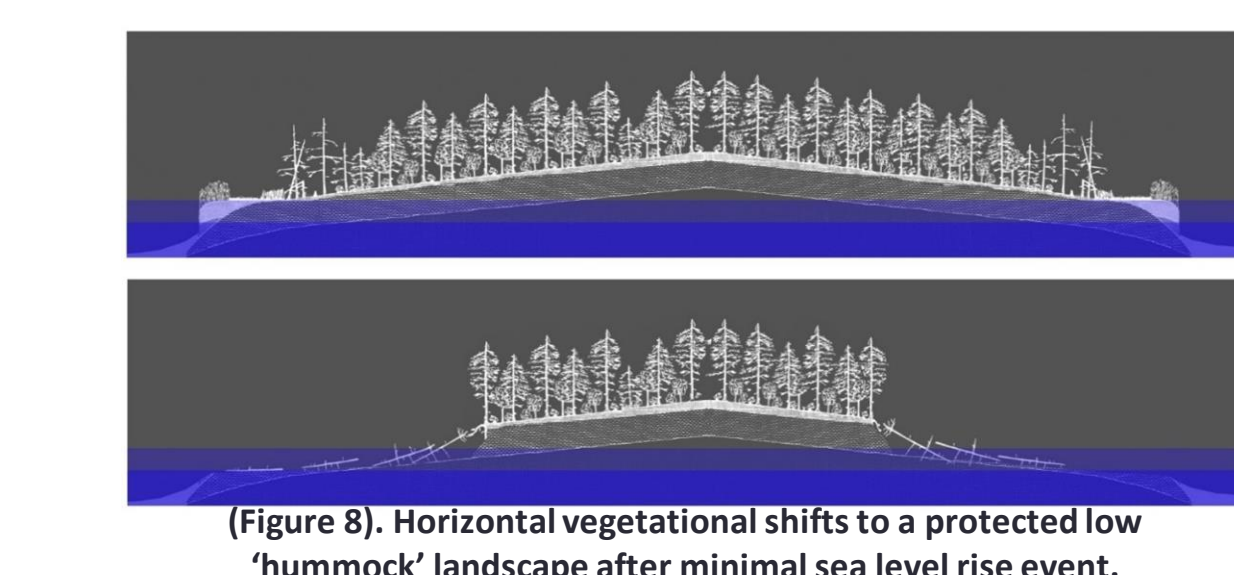 (Figure 8). Horizontal vegetational shifts to a protected low
‘hummock’ landscape after minimal sea level rise event.